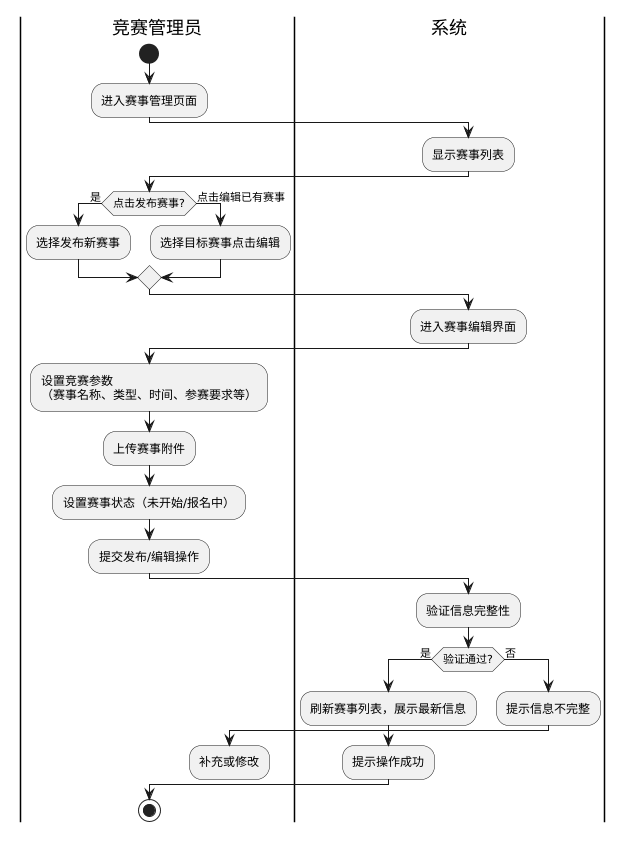 竞赛管理员
系统
进入赛事管理页面
显示赛事列表
是
点击发布赛事?
点击编辑已有赛事
选择发布新赛事
选择目标赛事点击编辑
进入赛事编辑界面
设置竞赛参数
（赛事名称、类型、时间、参赛要求等）
上传赛事附件
设置赛事状态（未开始/报名中）
提交发布/编辑操作
验证信息完整性
是
验证通过?
否
刷新赛事列表，展示最新信息
提示信息不完整
补充或修改
提示操作成功